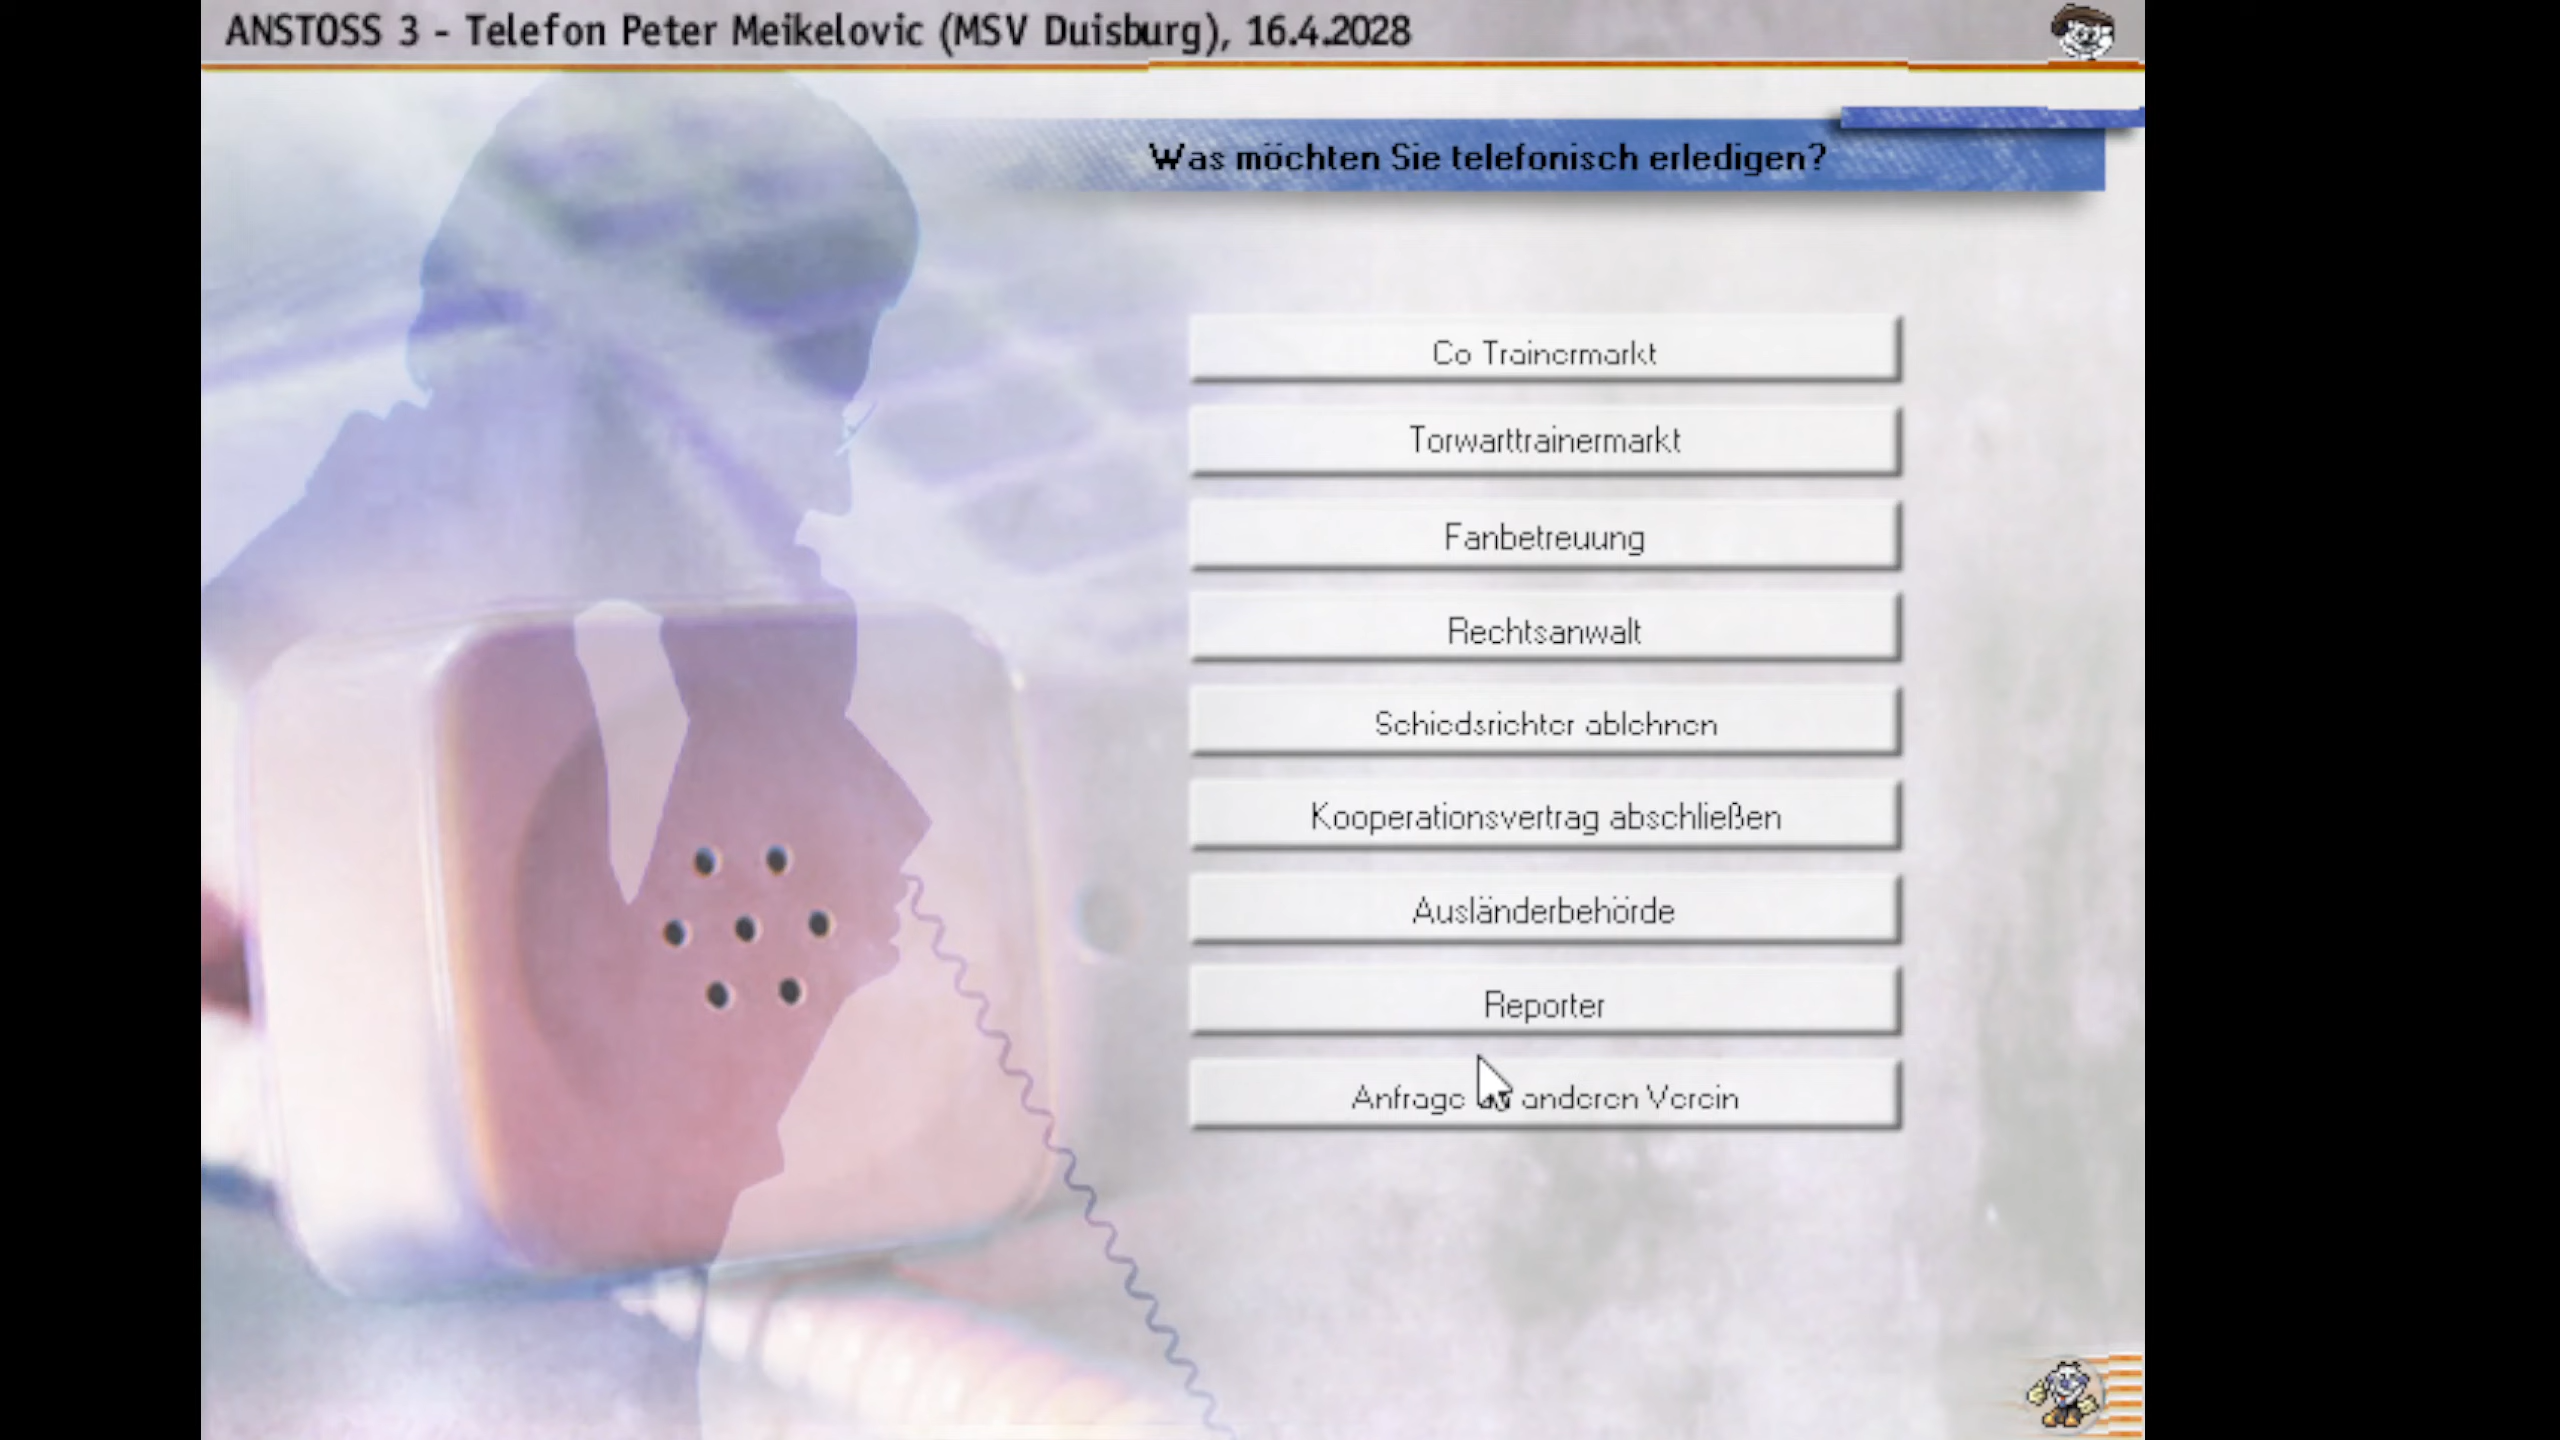 ANSTOSS 3 - Telefon Peter Meikelovic (MSV Duisburg), 16.4.2028
Was möchten Sie telefonisch erledigen?
Co Trainermarkt
Torwarttrainermarkt
Fanbetreuung
Rechtsanwalt
Schiedsrichter ablehnen
Kooperationsvertrag abschließen
Ausländerbehörde
Reporter
Anfrage anderen Verein